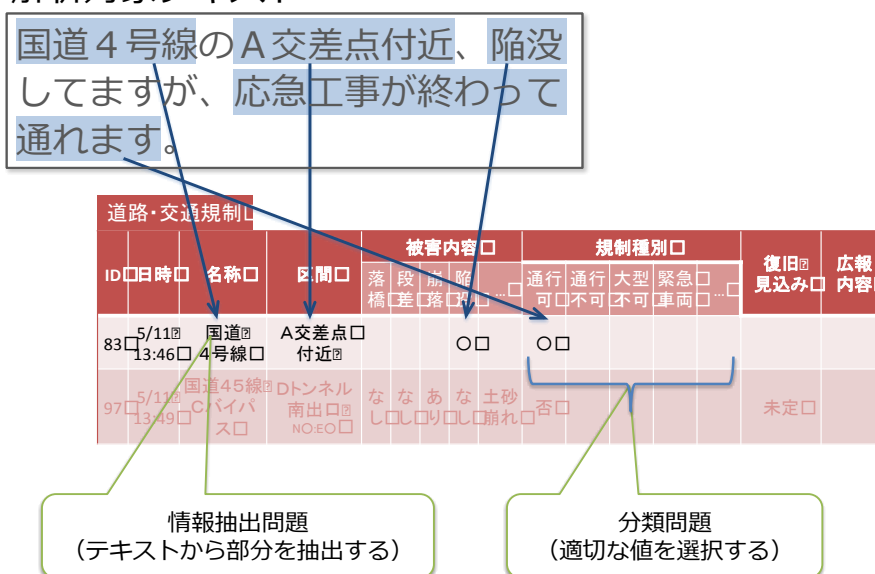 国道４号線のＡ交差点付近、陥没
してますが、応急工事が終わって
通れます。
道路・交通規制
ID 日時 名称 区間 被害内容 規制種別 復旧見込み 広報内容
落橋 段差 崩落 陥没 … 通行可 通行不可 大型不可 緊急車両 …
83 5/11 13:46 国道４号線 A交差点付近 ○ ○
97 5/11 13:49 国道４５線Cバイパス Dトンネル南出口NO:EO なし なし あり なし 土砂崩れ 否 未定
情報抽出問題
（テキストから部分を抽出する）
分類問題
（適切な値を選択する）